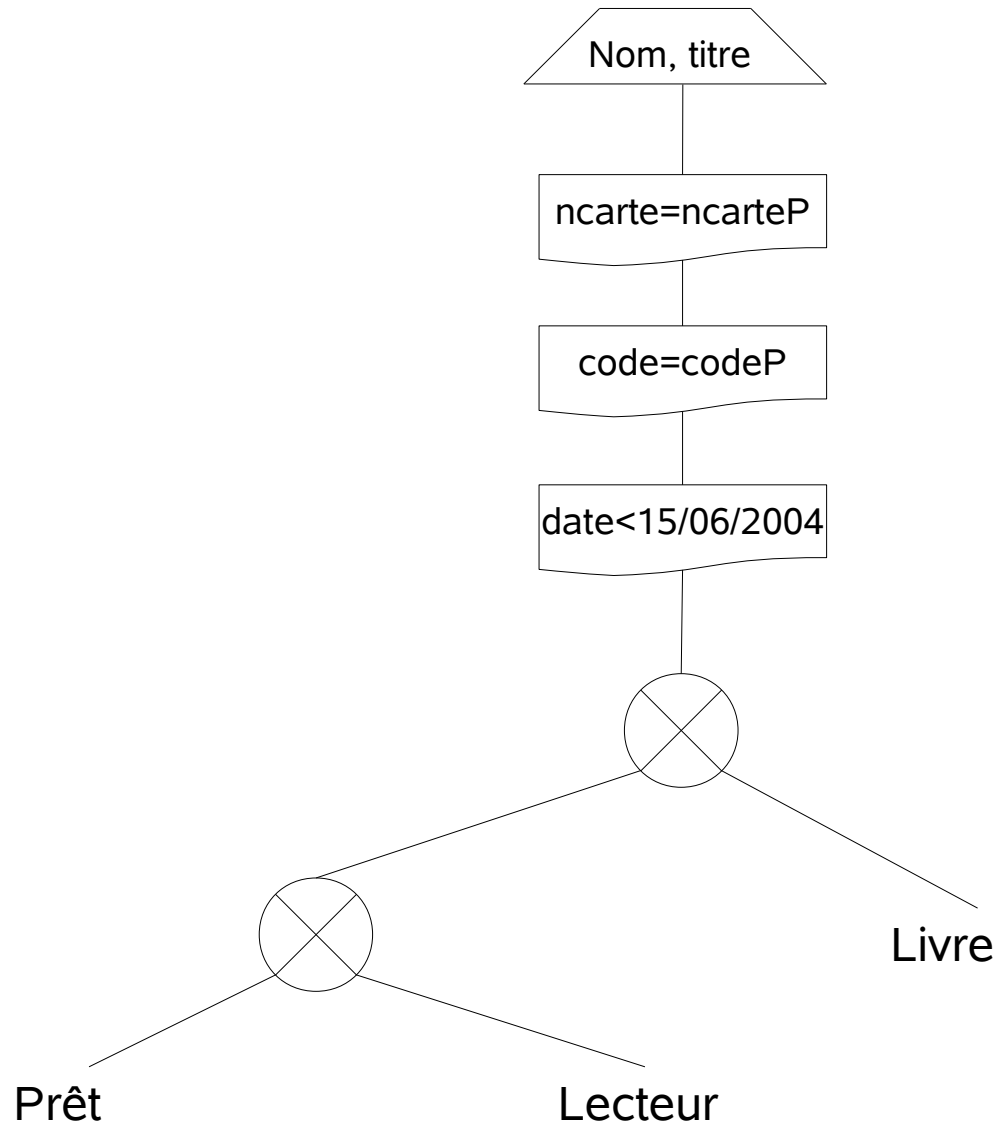 Nom, titre
ncarte=ncarteP
code=codeP
date<15/06/2004
Livre
Prêt
Lecteur